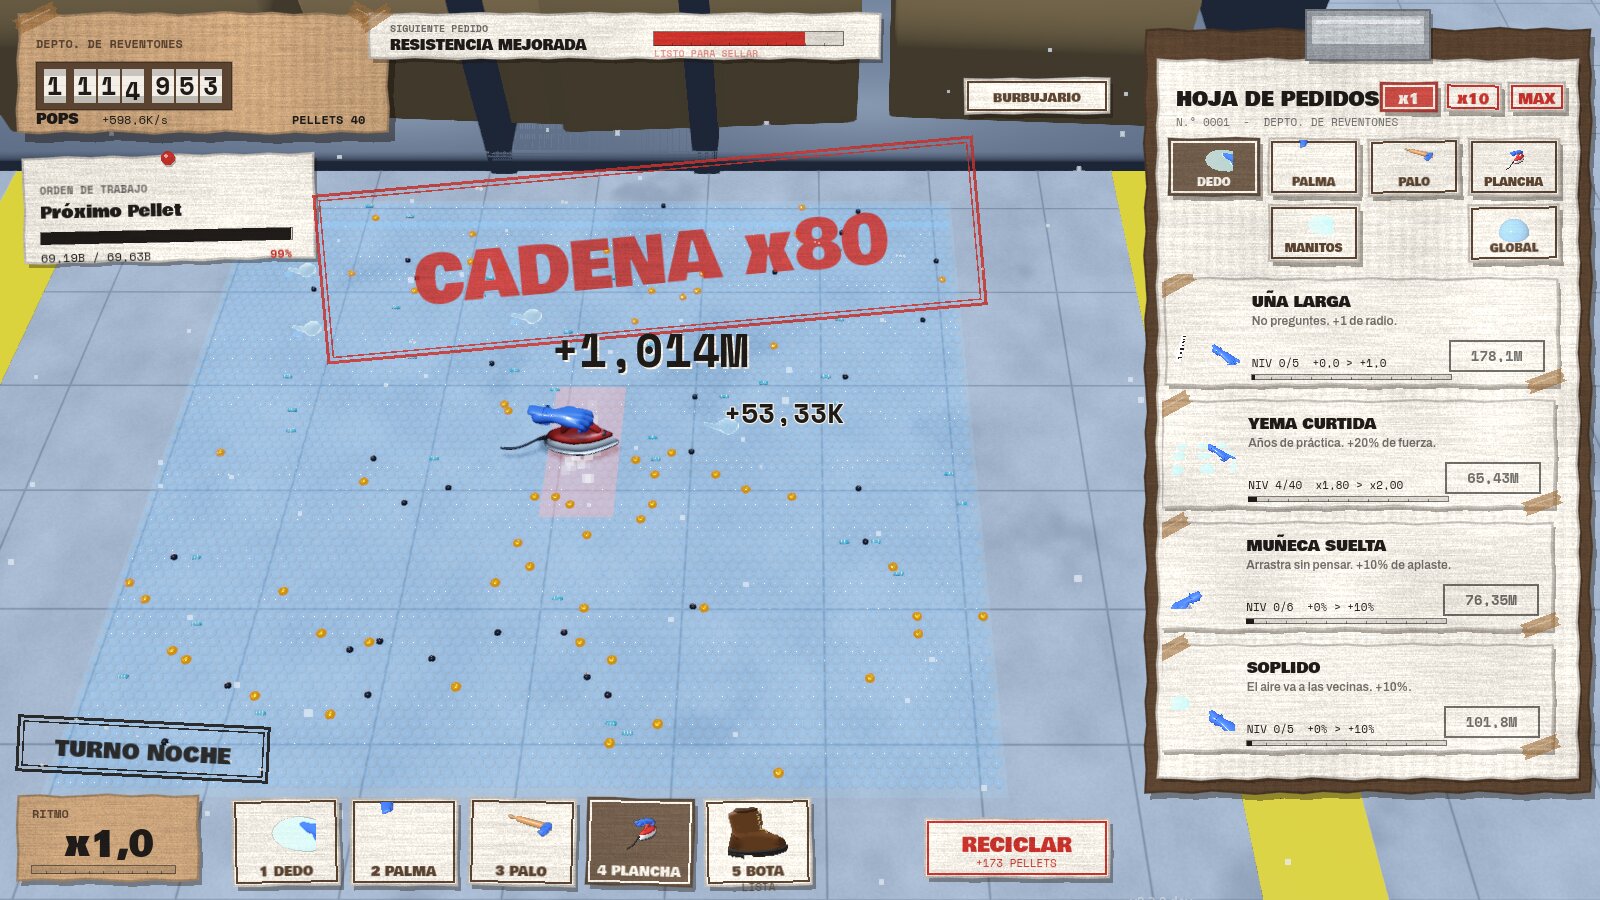 DEPTO. DE REVENTONES
1 114 953
POPS +598,6K/s PELLETS 40
SIGUIENTE PEDIDO
RESISTENCIA MEJORADA
LISTO PARA SELLAR
BURBUJARIO
ORDEN DE TRABAJO
Próximo Pellet
69,19B / 69,63B 99%
CADENA x80
+1,014M
+53,33K
TURNO NOCHE
RITMO
x1,0
1 DEDO
2 PALMA
3 PALO
4 PLANCHA
5 BOTA
LISTA
RECICLAR
+173 PELLETS
HOJA DE PEDIDOS x1 x10 MAX
N.° 0001 - DEPTO. DE REVENTONES
DEDO PALMA PALO PLANCHA
MANITOS GLOBAL
UÑA LARGA
No preguntes. +1 de radio.
NIV 0/5 +0,0 > +1,0 178,1M
YEMA CURTIDA
Años de práctica. +20% de fuerza.
NIV 4/40 x1,80 > x2,00 65,43M
MUÑECA SUELTA
Arrastra sin pensar. +10% de aplaste.
NIV 0/6 +0% > +10% 76,35M
SOPLIDO
El aire va a las vecinas. +10%.
NIV 0/5 +0% > +10% 101,8M